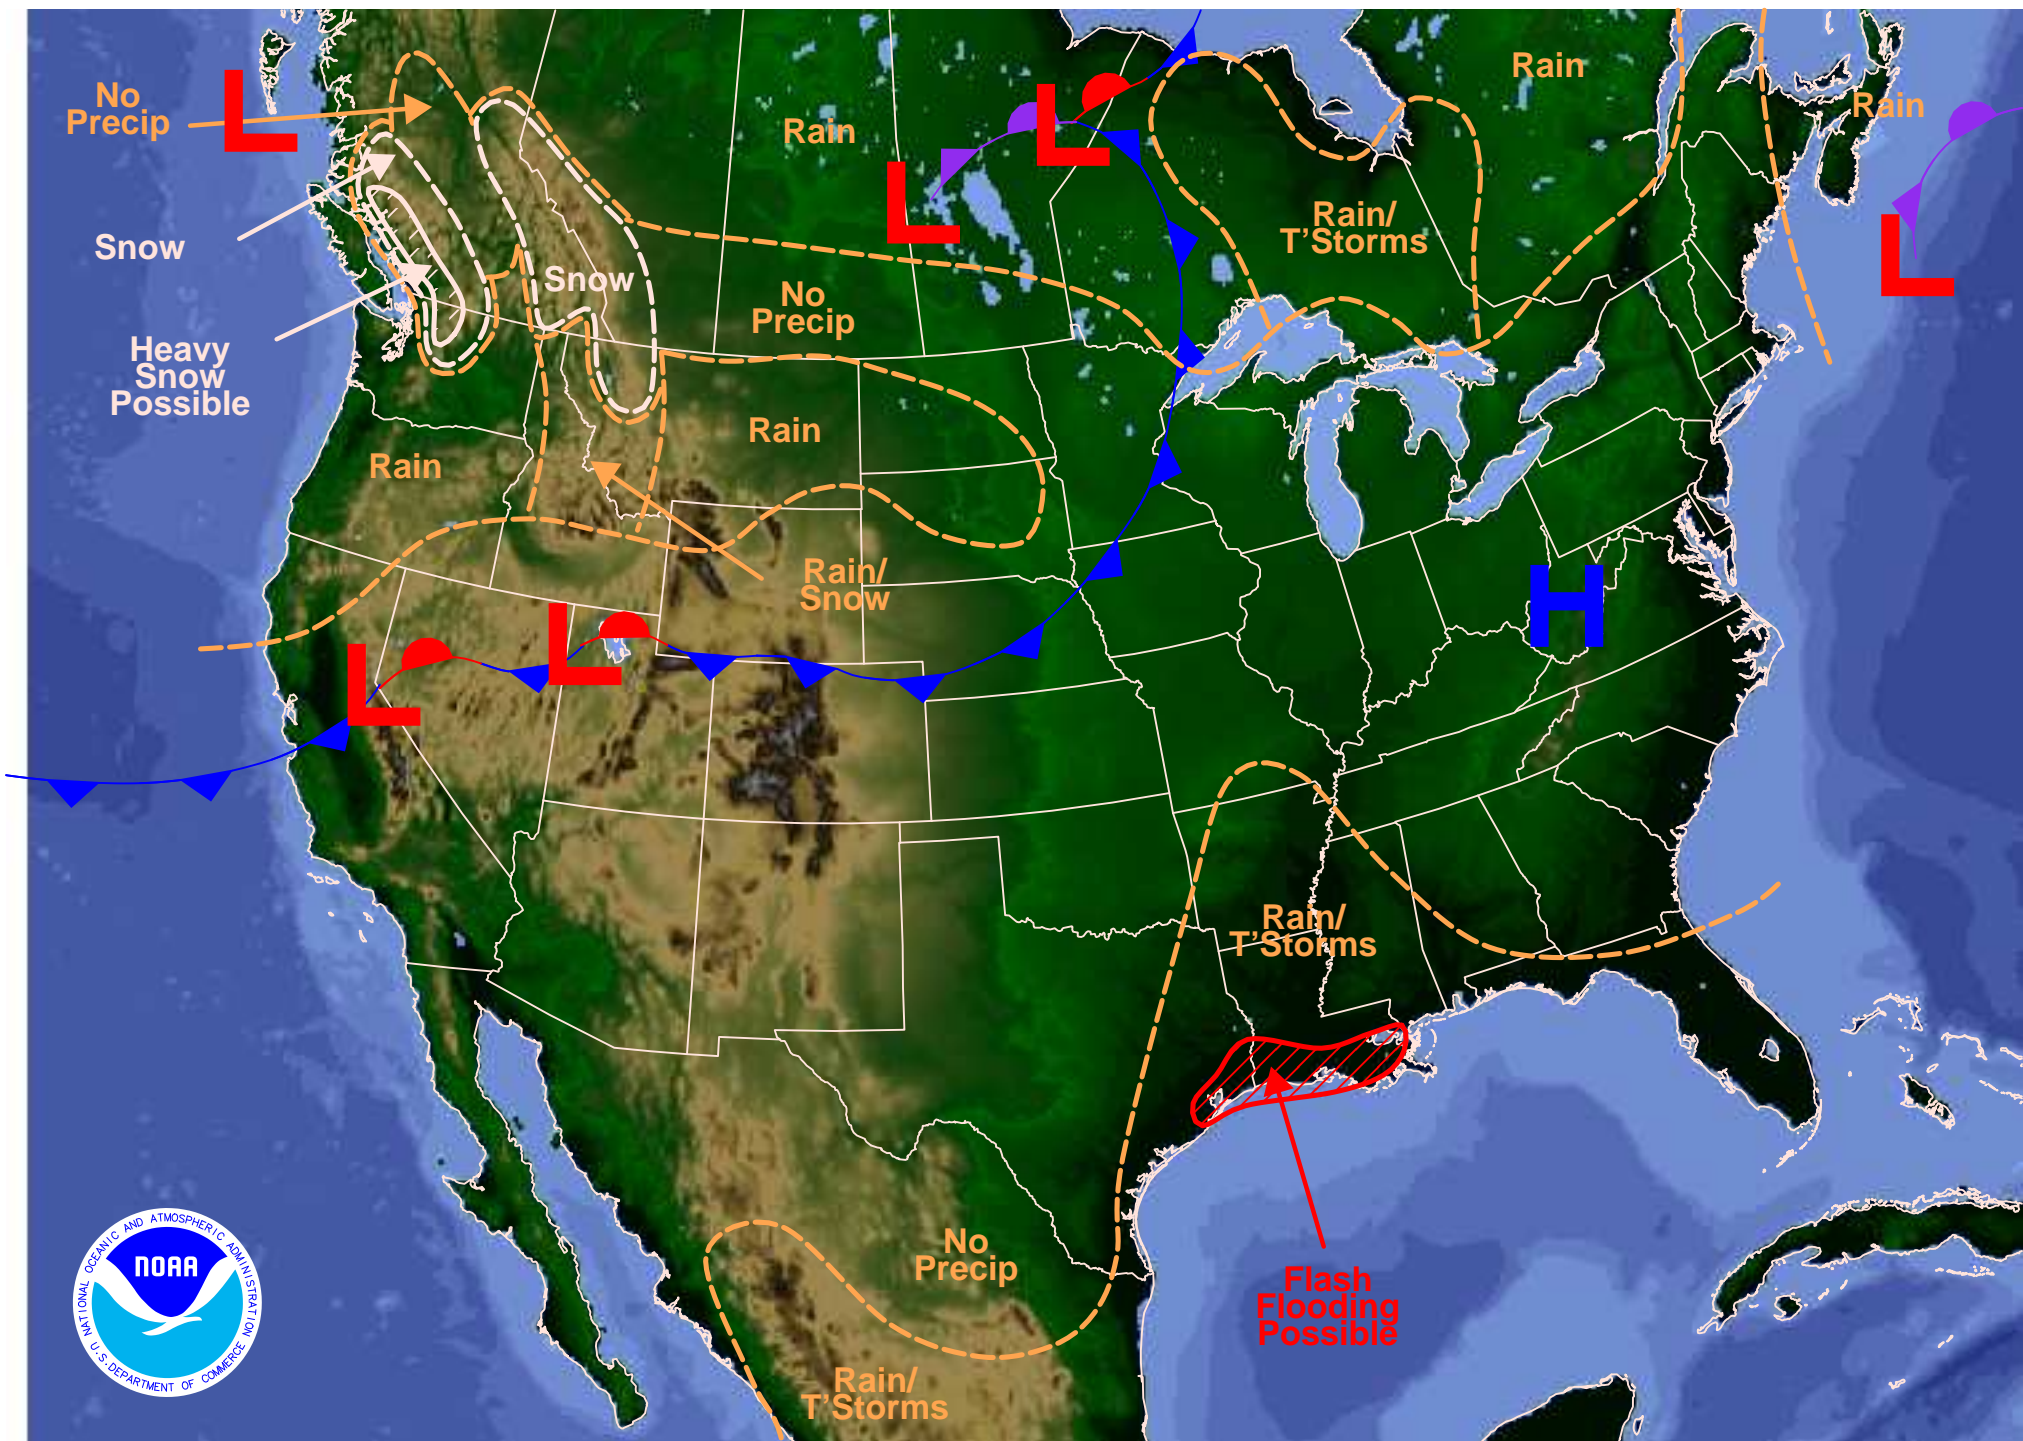 No
Precip
Rain
Rain
Rain
Snow
Rain/
T'Storms
Snow
No
Precip
Heavy
Snow
Possible
Rain
Rain
Rain/
Snow
L
L
L
L
L
L
H
Rain/
T'Storms
No
Precip
Flash
Flooding
Possible
Rain/
T'Storms
NATIONAL OCEANIC AND ATMOSPHERIC ADMINISTRATION
NOAA
U.S. DEPARTMENT OF COMMERCE